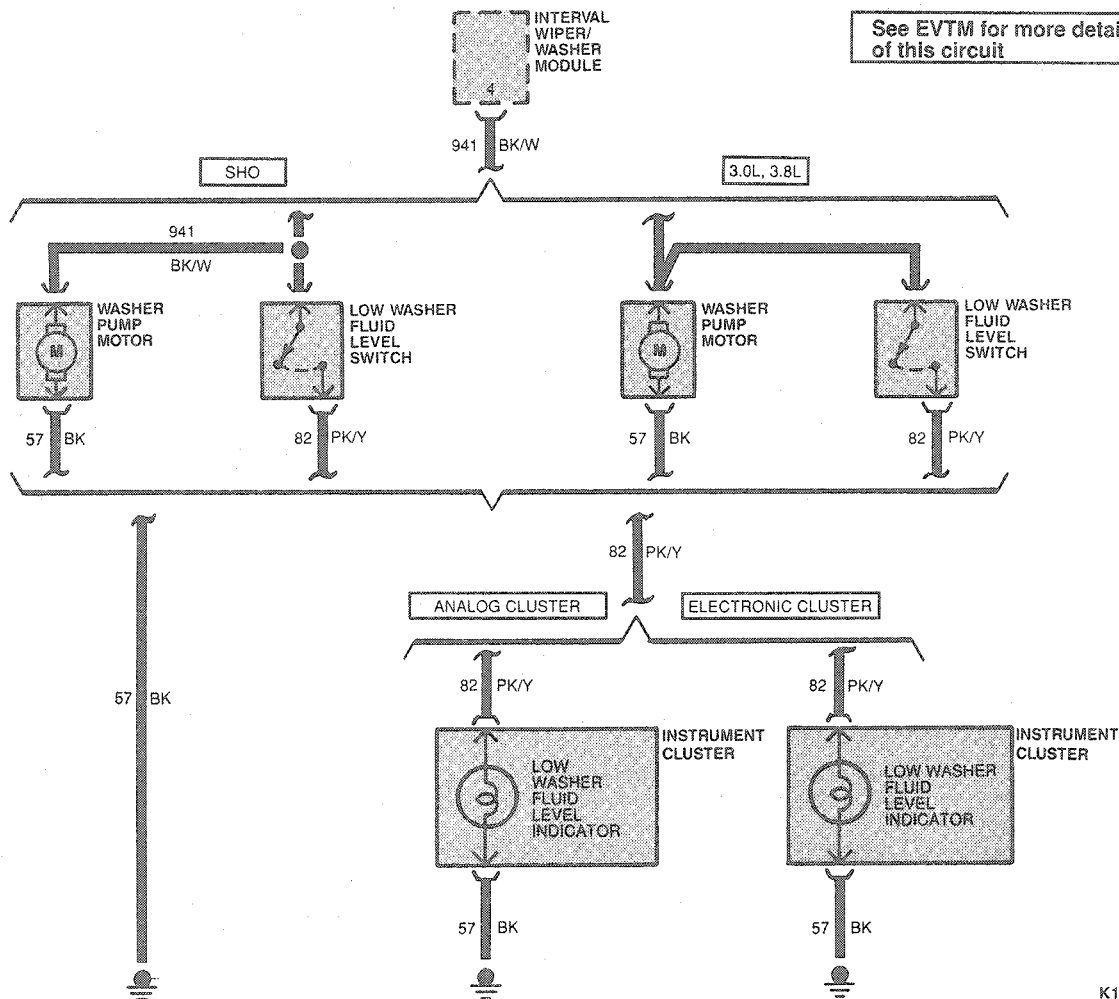 INTERVAL
WIPER/
WASHER
MODULE
4
See EVTM for more detai
of this circuit
941 BK/W
SHO
3.0L, 3.8L
941
BK/W
WASHER
PUMP
MOTOR
M
LOW WASHER
FLUID
LEVEL
SWITCH
WASHER
PUMP
MOTOR
M
LOW WASHER
FLUID
LEVEL
SWITCH
57 BK
82 PK/Y
57 BK
82 PK/Y
82 PK/Y
ANALOG CLUSTER
ELECTRONIC CLUSTER
57 BK
82 PK/Y
82 PK/Y
INSTRUMENT
CLUSTER
LOW
WASHER
FLUID
LEVEL
INDICATOR
INSTRUMENT
CLUSTER
LOW WASHER
FLUID
LEVEL
INDICATOR
57 BK
57 BK
K1